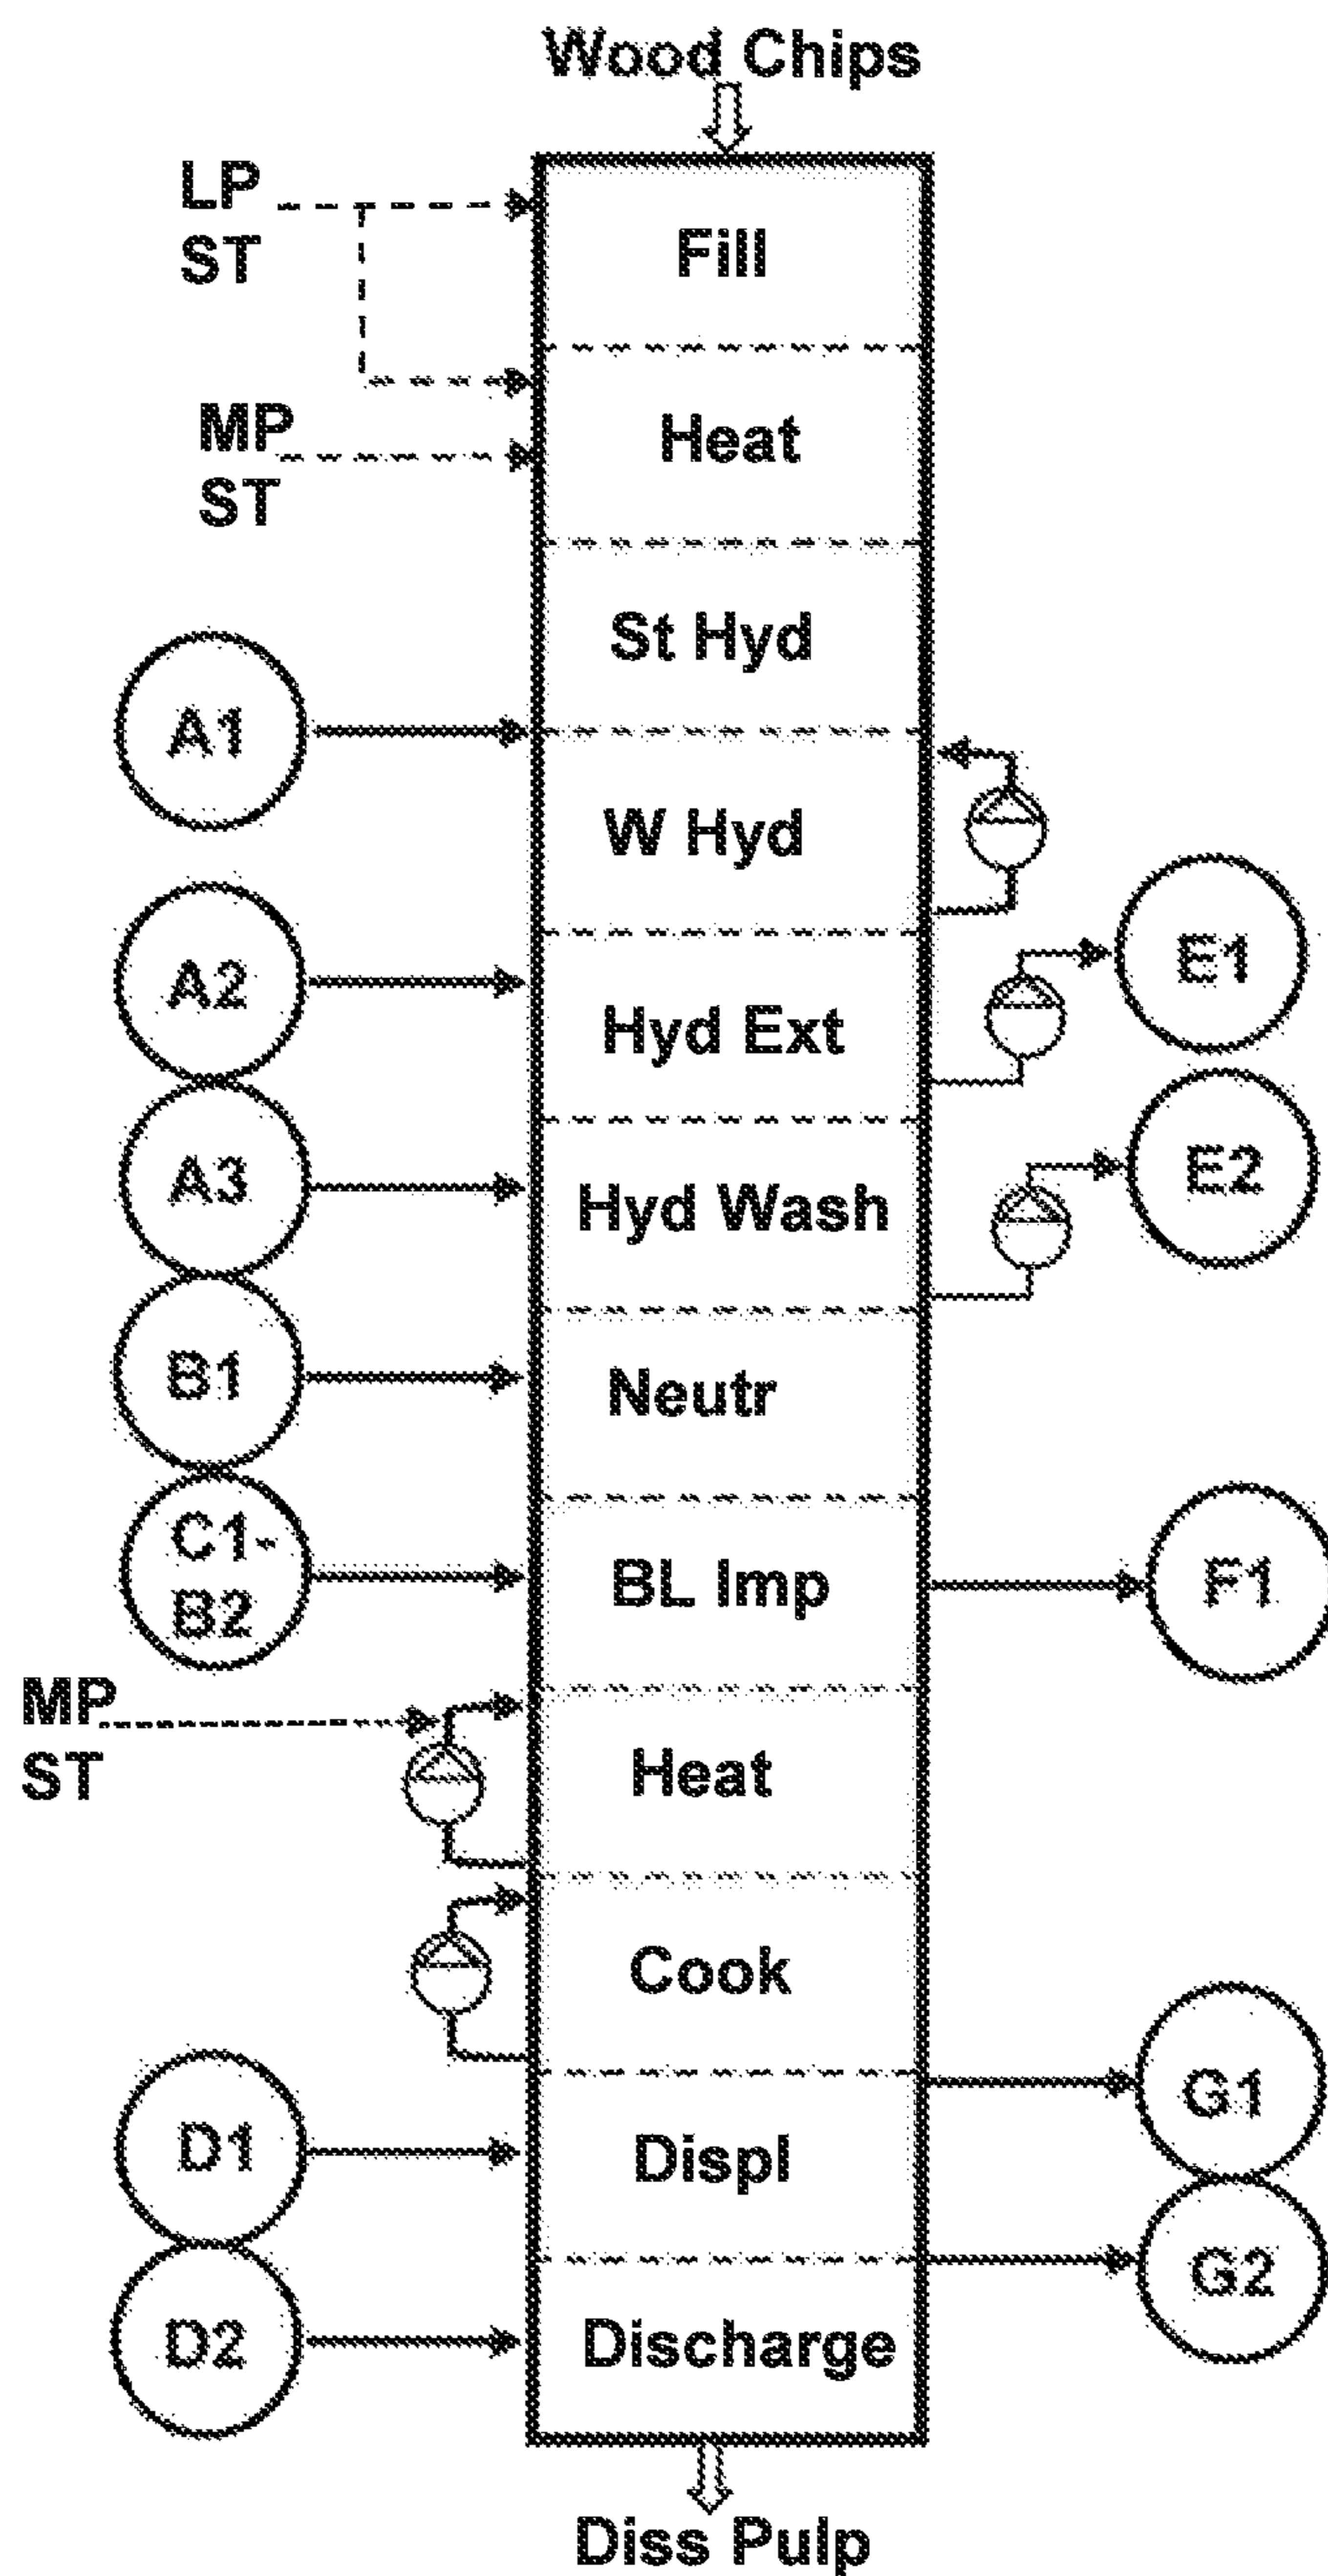 Wood Chips
LP
ST
Fill
MP
ST
Heat
St Hyd
A1
W Hyd
A2
Hyd Ext
E1
A3
Hyd Wash
E2
B1
Neutr
C1-
B2
BL Imp
F1
MP
ST
Heat
Cook
D1
Displ
G1
D2
Discharge
G2
Diss Pulp